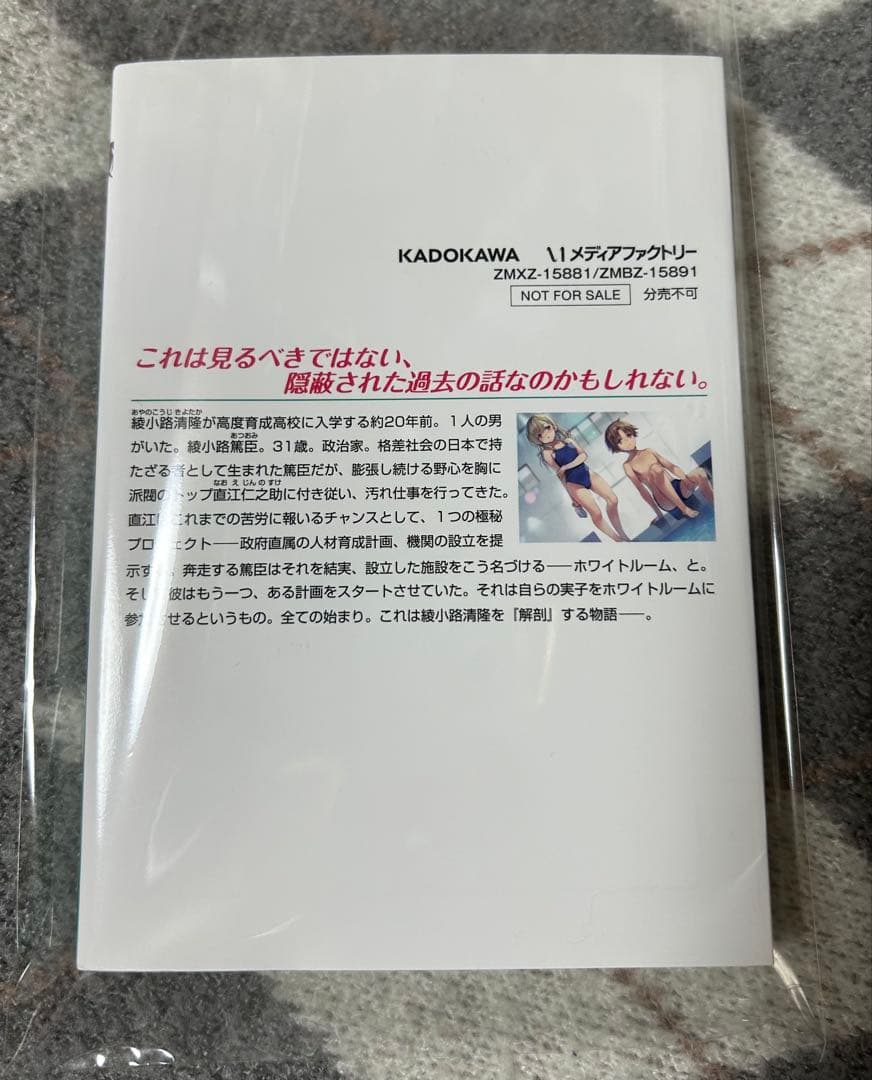 KADOKAWA メディアファクトリー
ZMXZ-15881/ZMBZ-15891
NOT FOR SALE 分売不可
これは見るべきではない、
隠蔽された過去の話なのかもしれない。
あやのこうじ きよたか
綾小路清隆が高度育成高校に入学する約20年前。1人の男
あつおみ
がいた。綾小路篤臣。31歳。政治家。格差社会の日本で持
たざる者として生まれた篤臣だが、膨張し続ける野心を胸に
なお え じん の すけ
派閥のトップ直江仁之助に付き従い、汚れ仕事を行ってきた。
直江はこれまでの苦労に報いるチャンスとして、1つの極秘
プロジェクト――政府直属の人材育成計画、機関の設立を提
示する。奔走する篤臣はそれを結実、設立した施設をこう名づける――ホワイトルーム、と。
そして彼はもう一つ、ある計画をスタートさせていた。それは自らの実子をホワイトルームに
参加させるというもの。全ての始まり。これは綾小路清隆を『解剖』する物語――。